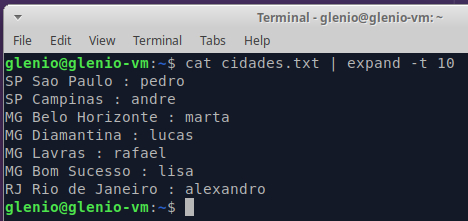 Terminal - glenio@glenio-vm: ~
File Edit View Terminal Tabs Help
glenio@glenio-vm:~$ cat cidades.txt | expand -t 10
SP Sao Paulo : pedro
SP Campinas : andre
MG Belo Horizonte : marta
MG Diamantina : lucas
MG Lavras : rafael
MG Bom Sucesso : lisa
RJ Rio de Janeiro : alexandro
glenio@glenio-vm:~$